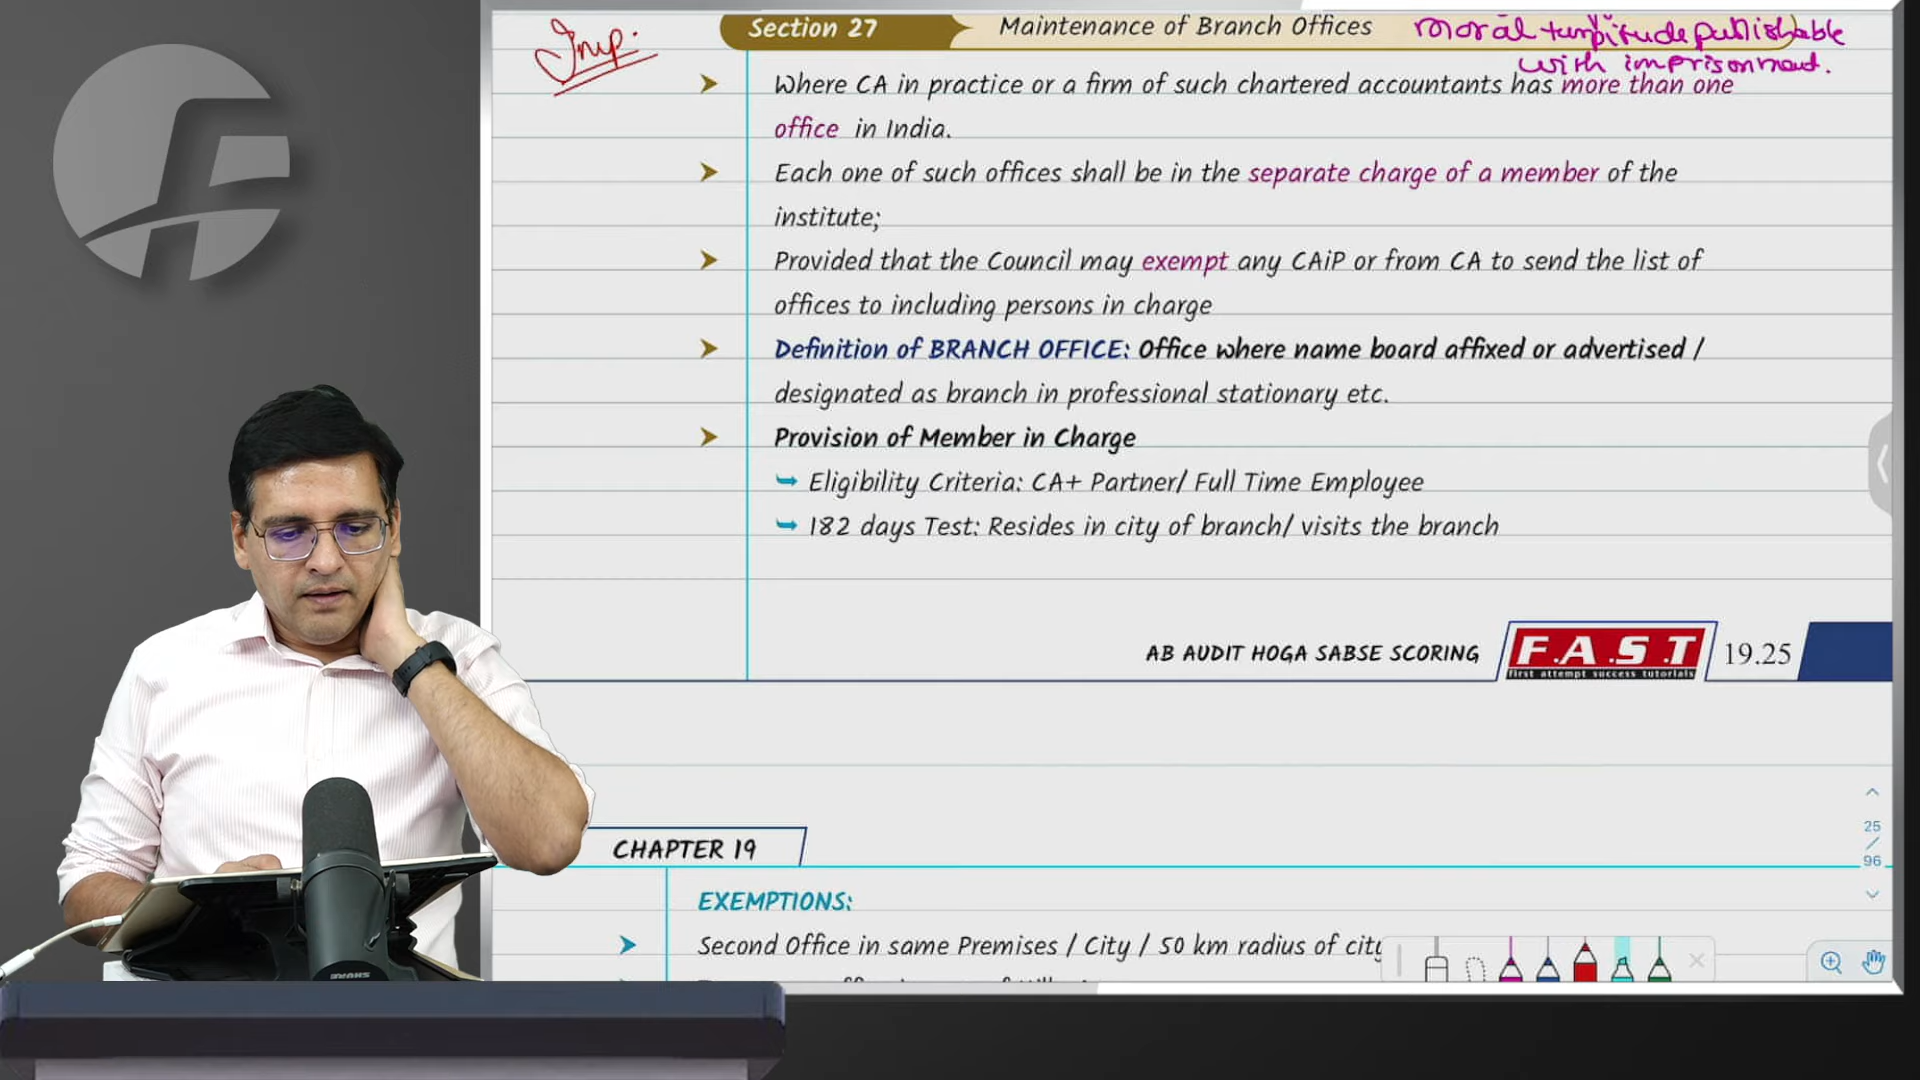 Imp.
Section 27
Maintenance of Branch Offices
moral turpitude punishable
with imprisonment.
Where CA in practice or a firm of such chartered accountants has more than one
office in India.
Each one of such offices shall be in the separate charge of a member of the
institute;
Provided that the Council may exempt any CAiP or from CA to send the list of
offices to including persons in charge
Definition of BRANCH OFFICE: Office where name board affixed or advertised /
designated as branch in professional stationary etc.
Provision of Member in Charge
Eligibility Criteria: CA+ Partner/ Full Time Employee
182 days Test: Resides in city of branch/ visits the branch
AB AUDIT HOGA SABSE SCORING
F.A.S.T
first attempt success tutorials
19.25
25
/
96
CHAPTER 19
EXEMPTIONS:
Second Office in same Premises / City / 50 km radius of city